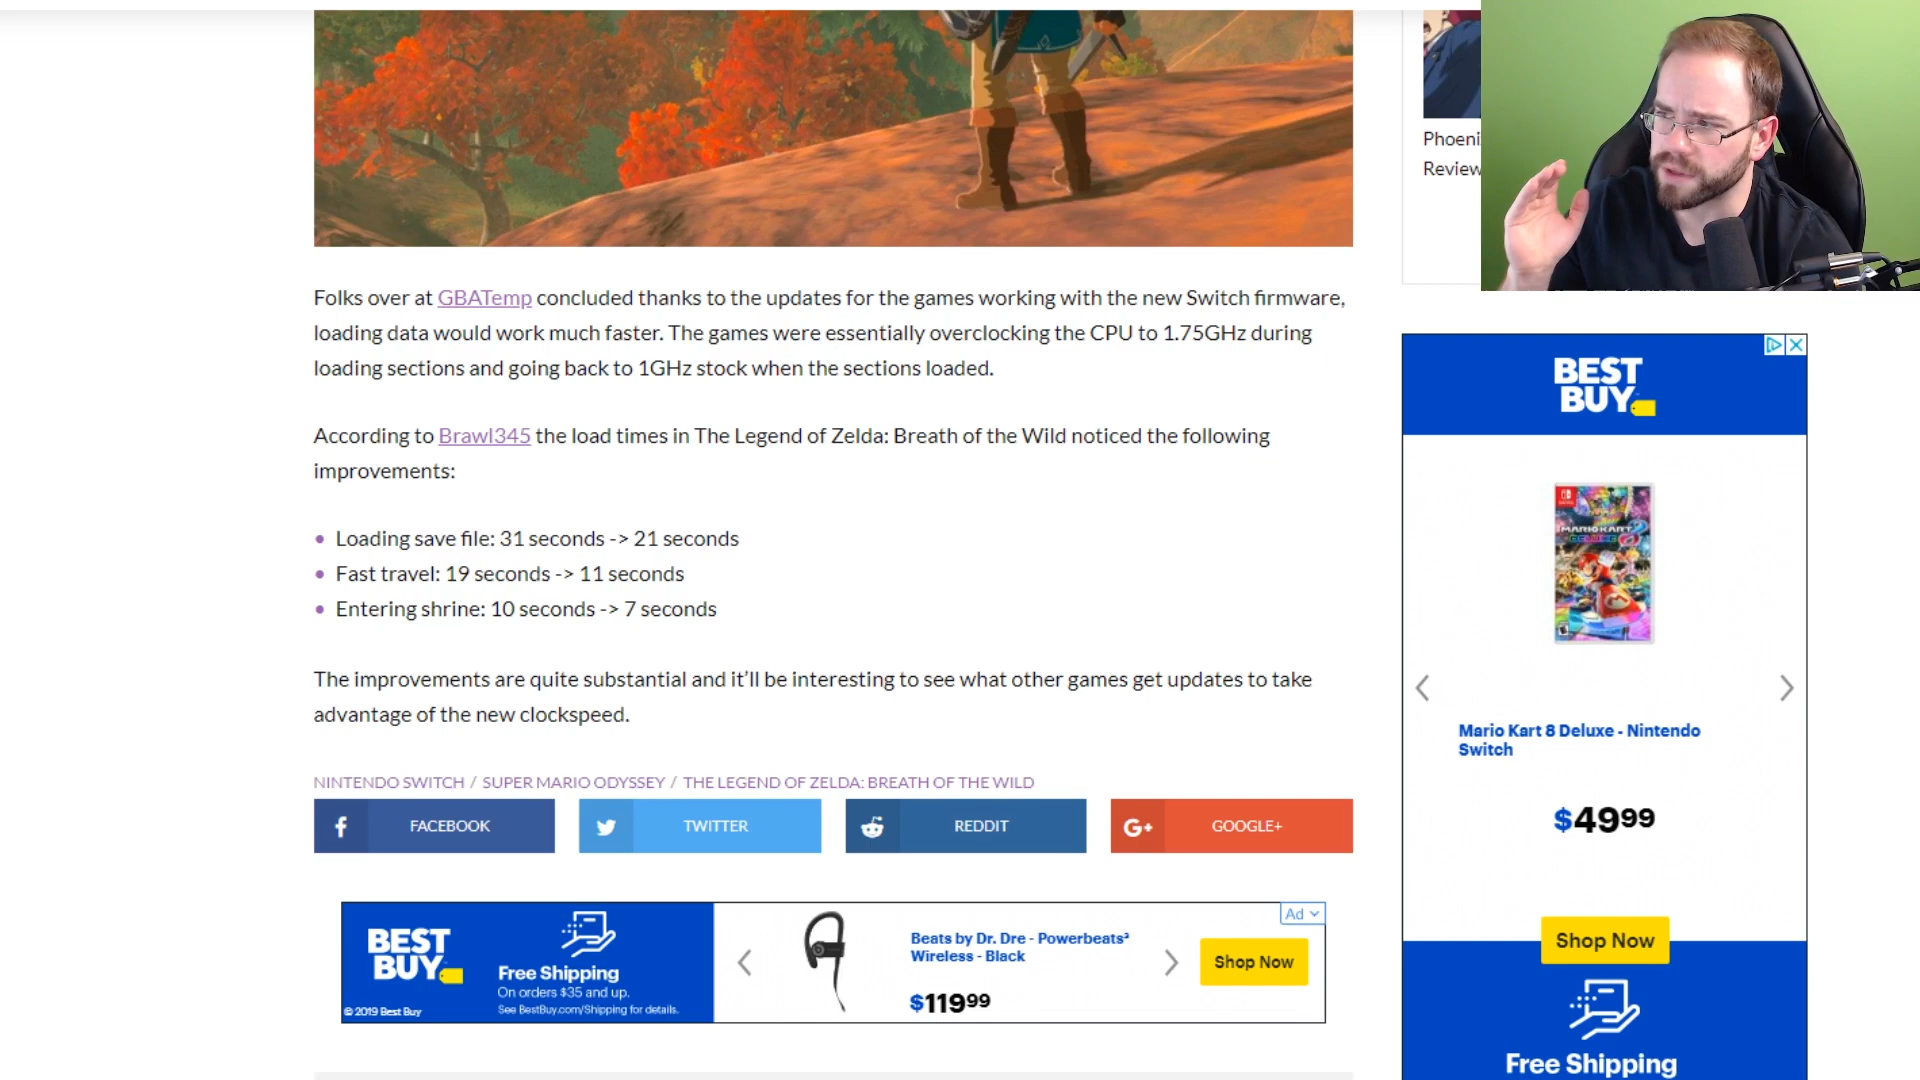 Phoeni
Review
Folks over at GBATemp concluded thanks to the updates for the games working with the new Switch firmware,
loading data would work much faster. The games were essentially overclocking the CPU to 1.75GHz during
loading sections and going back to 1GHz stock when the sections loaded.
According to Brawl345 the load times in The Legend of Zelda: Breath of the Wild noticed the following
improvements:
Loading save file: 31 seconds -> 21 seconds
Fast travel: 19 seconds -> 11 seconds
Entering shrine: 10 seconds -> 7 seconds
The improvements are quite substantial and it’ll be interesting to see what other games get updates to take
advantage of the new clockspeed.
NINTENDO SWITCH / SUPER MARIO ODYSSEY / THE LEGEND OF ZELDA: BREATH OF THE WILD
FACEBOOK
TWITTER
REDDIT
G+ GOOGLE+
BEST
BUY
© 2019 Best Buy
Free Shipping
On orders $35 and up.
See BestBuy.com/Shipping for details.
Beats by Dr. Dre - Powerbeats³
Wireless - Black
$119.99
Ad
Shop Now
BEST
BUY
MARIO KART 8
DELUXE
Mario Kart 8 Deluxe - Nintendo
Switch
$49.99
Shop Now
Free Shipping